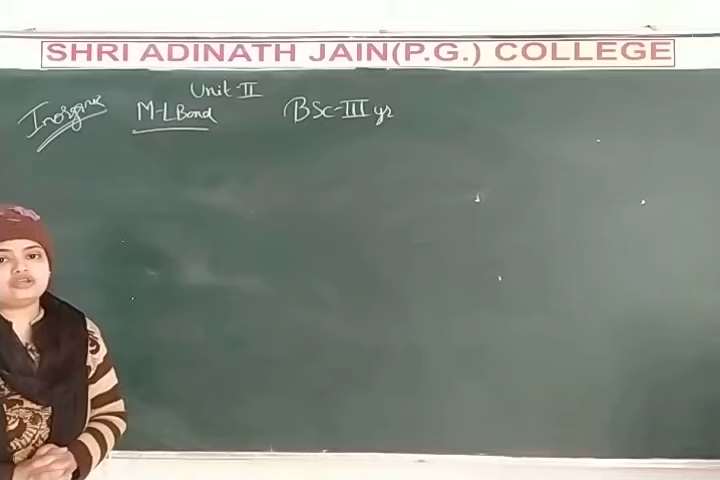 SHRI ADINATH JAIN(P.G.) COLLEGE
Unit-II
Inorganic M-L Bond BSc-III yr